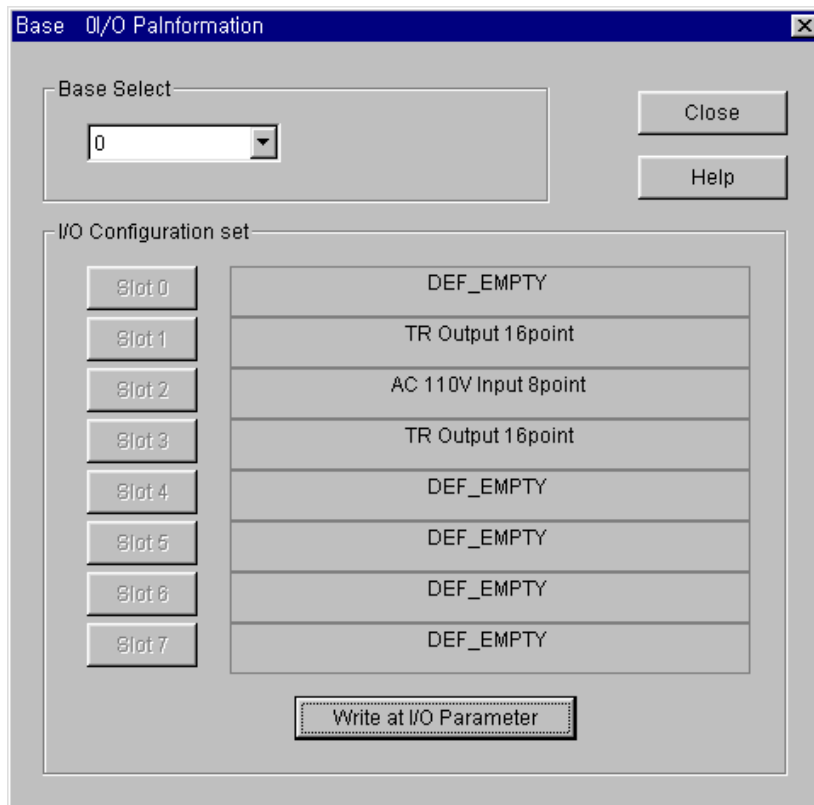 Base 0I/O PaInformation
Base Select
0
Close
Help
I/O Configuration set
Slot 0 DEF_EMPTY
Slot 1 TR Output 16point
Slot 2 AC 110V Input 8point
Slot 3 TR Output 16point
Slot 4 DEF_EMPTY
Slot 5 DEF_EMPTY
Slot 6 DEF_EMPTY
Slot 7 DEF_EMPTY
Write at I/O Parameter